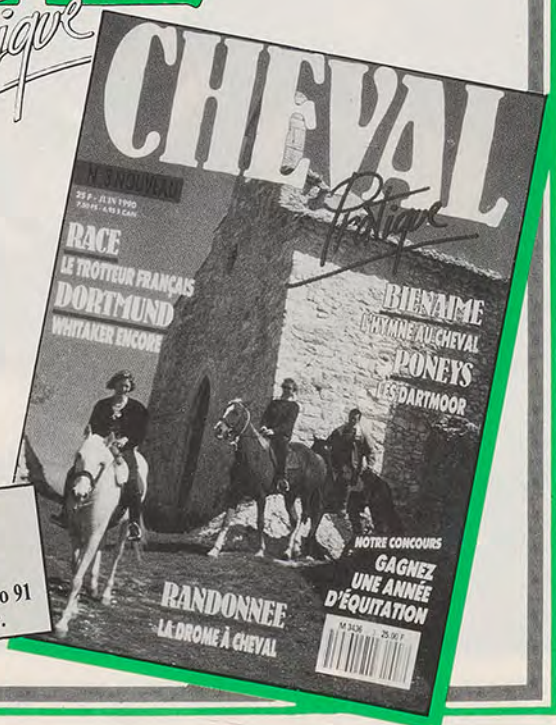 CHEVAL
Pratique
N. 3 NOUVEAU
25 F - JUIN 1990
RACE
LE TROTTEUR FRANÇAIS
DORTMUND
WHITAKER ENCORE
BIENAIME
L'HYMNE AU CHEVAL
PONEYS
LES DARTMOOR
NOTRE CONCOURS
GAGNEZ
UNE ANNÉE
D'ÉQUITATION
RANDONNEE
LA DROME À CHEVAL
M 3436
25.00 F
91